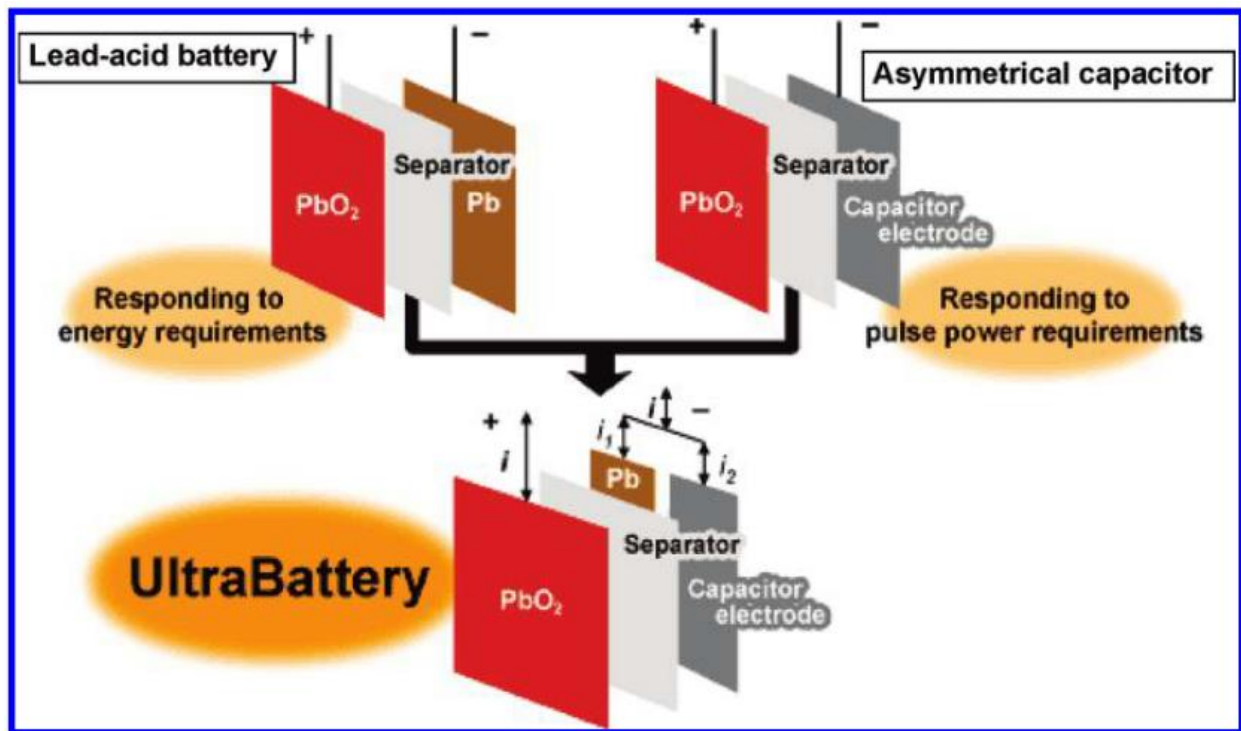 Lead-acid battery
+
−
+
−
Asymmetrical capacitor
Separator
PbO₂
Pb
Separator
PbO₂
Capacitor
electrode
Responding to
energy requirements
Responding to
pulse power requirements
+
i
i₁
i
−
i₂
Pb
UltraBattery
Separator
PbO₂
Capacitor
electrode